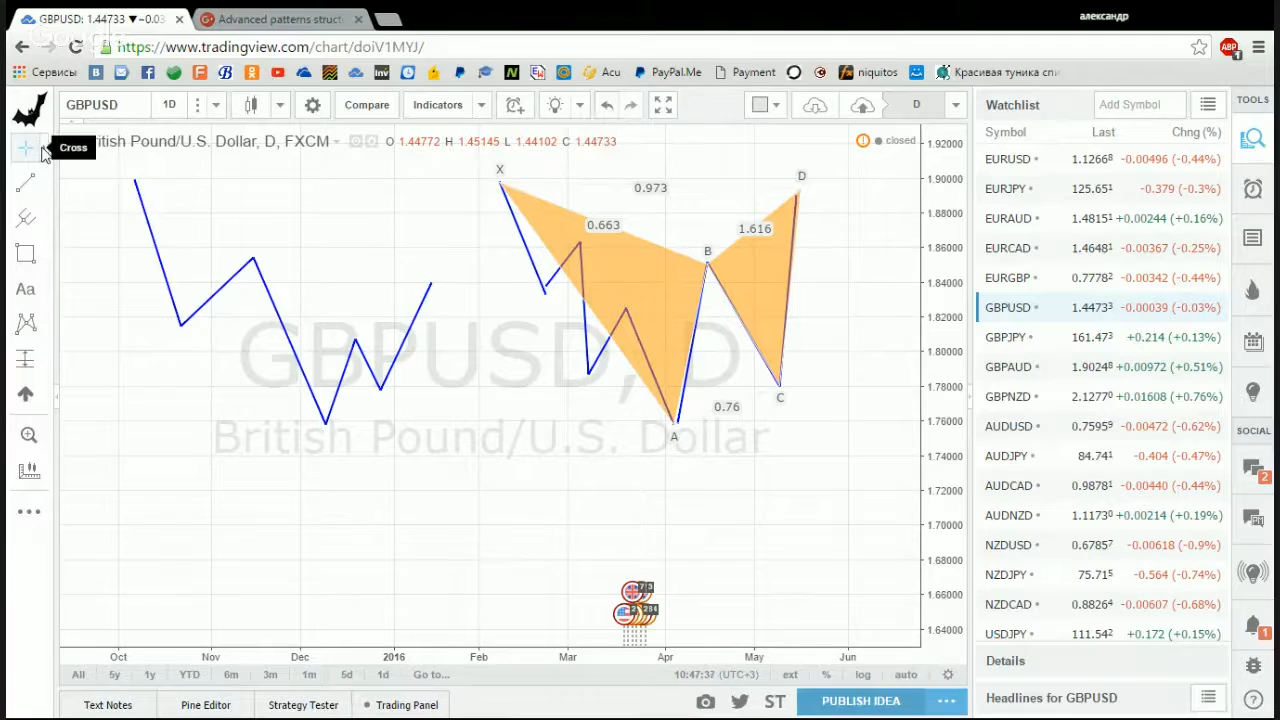 GBPUSD: 1.44733 ▼−0.03
Advanced patterns struct
александр
Google
https://www.tradingview.com/chart/doiV1MYJ/
ABP
1
Сервисы
Inv
Acu
PayPal.Me
Payment
niquitos
Красивая туника спи
GBPUSD
1D
Compare
Indicators
D
Watchlist
Add Symbol
TOOLS
Cross
British Pound/U.S. Dollar, D, FXCM
O 1.44772 H 1.45145 L 1.44102 C 1.44733
closed
Symbol Last Chng (%)
EURUSD 1.12668 -0.00496 (-0.44%)
EURJPY 125.651 -0.379 (-0.3%)
EURAUD 1.48151 +0.00244 (+0.16%)
EURCAD 1.46481 -0.00367 (-0.25%)
EURGBP 0.77782 -0.00342 (-0.44%)
GBPUSD 1.44733 -0.00039 (-0.03%)
GBPJPY 161.473 +0.214 (+0.13%)
GBPAUD 1.90248 +0.00972 (+0.51%)
GBPNZD 2.12770 +0.01608 (+0.76%)
AUDUSD 0.75959 -0.00472 (-0.62%)
AUDJPY 84.741 -0.404 (-0.47%)
AUDCAD 0.98781 -0.00440 (-0.44%)
AUDNZD 1.11730 +0.00214 (+0.19%)
NZDUSD 0.67857 -0.00618 (-0.9%)
NZDJPY 75.715 -0.564 (-0.74%)
NZDCAD 0.88264 -0.00607 (-0.68%)
USDJPY 111.542 +0.172 (+0.15%)
SOCIAL
2
1
Details
Headlines for GBPUSD
X
0.973
D
0.663
1.616
B
0.76
C
A
GBPUSD, D
British Pound/U.S. Dollar
Aa
1.92000
1.90000
1.88000
1.86000
1.84000
1.82000
1.80000
1.78000
1.76000
1.74000
1.72000
1.70000
1.68000
1.66000
1.64000
Oct Nov Dec 2016 Feb Mar Apr May Jun
All 5y 1y YTD 6m 3m 1m 5d 1d Go to... 10:47:37 (UTC+3) ext % log auto
Text Notes
Pine Editor
Strategy Tester
Trading Panel
ST
PUBLISH IDEA